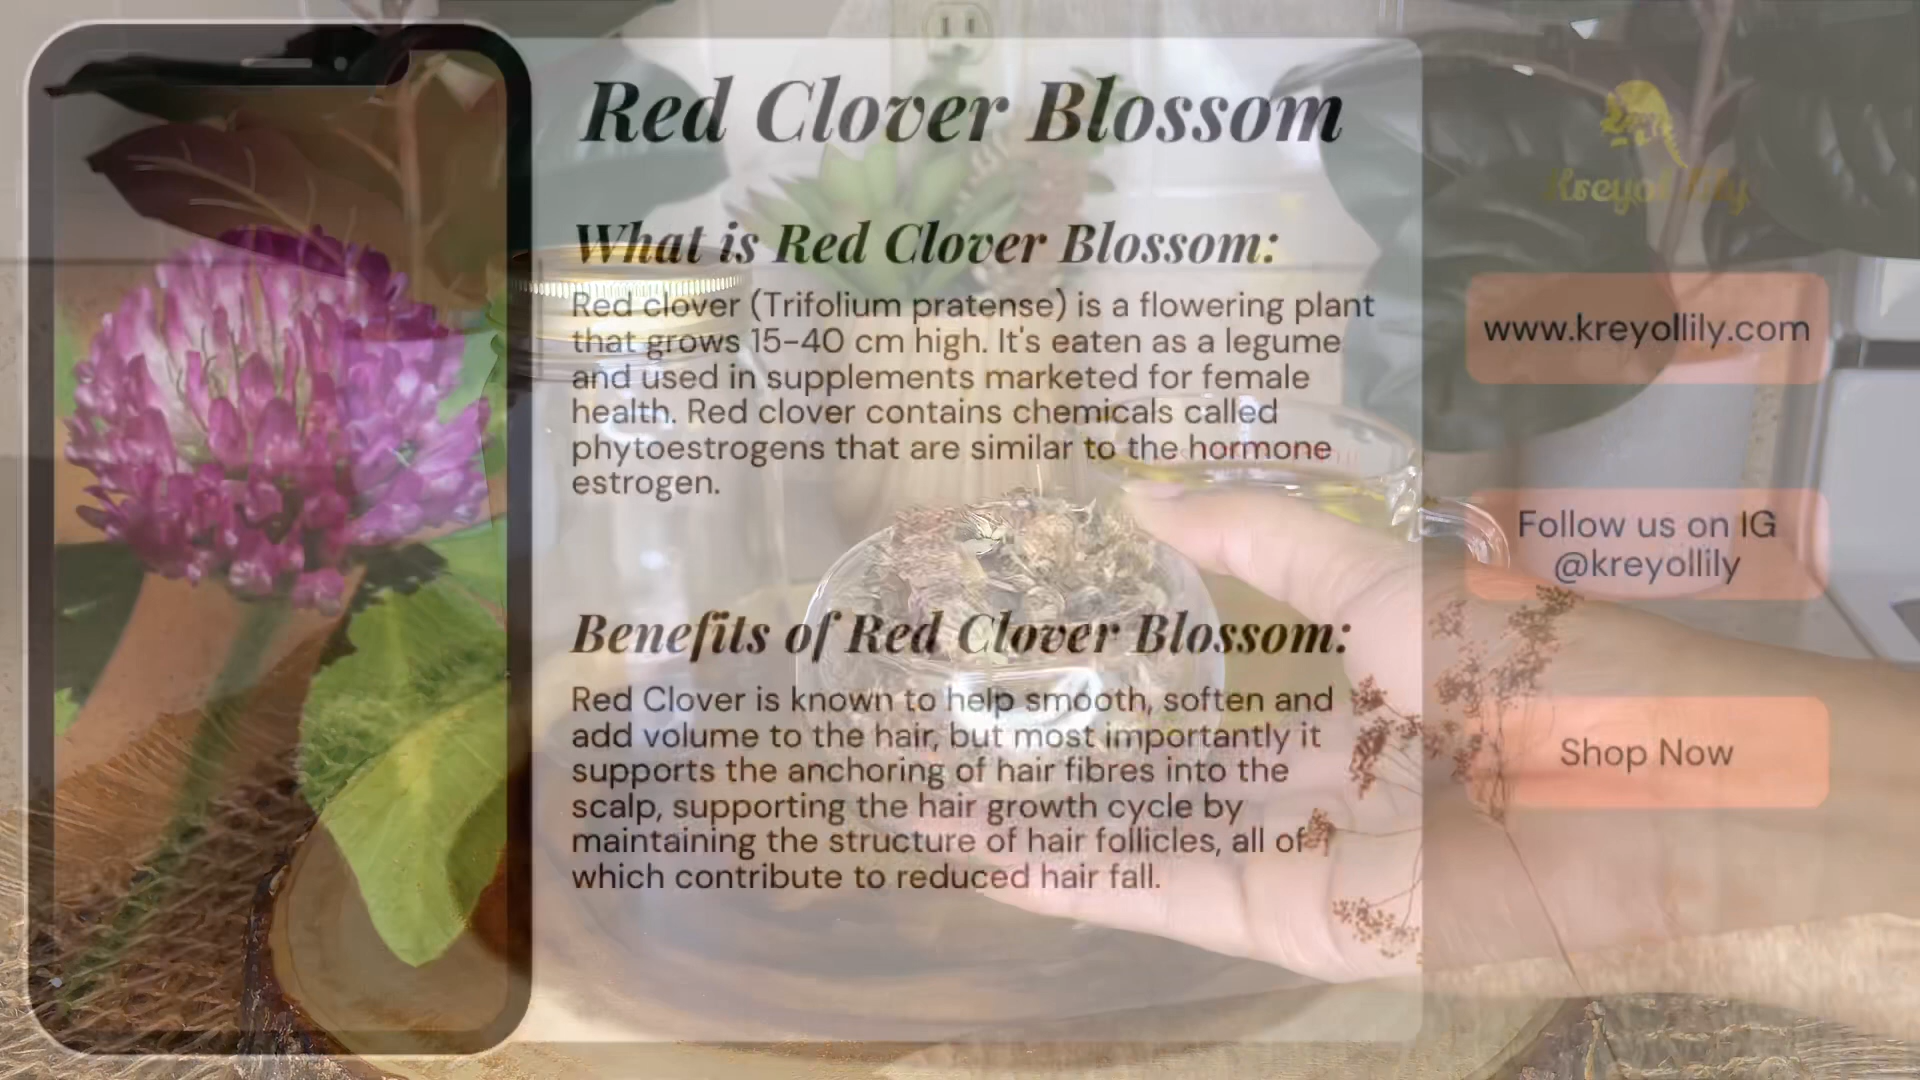 Red Clover Blossom
What is Red Clover Blossom:
Red clover (Trifolium pratense) is a flowering plant
that grows 15-40 cm high. It's eaten as a legume
and used in supplements marketed for female
health. Red clover contains chemicals called
phytoestrogens that are similar to the hormone
estrogen.
Benefits of Red Clover Blossom:
Red Clover is known to help smooth, soften and
add volume to the hair, but most importantly it
supports the anchoring of hair fibres into the
scalp, supporting the hair growth cycle by
maintaining the structure of hair follicles, all of
which contribute to reduced hair fall.
Kreyol Lily
www.kreyollily.com
Follow us on IG
@kreyollily
Shop Now